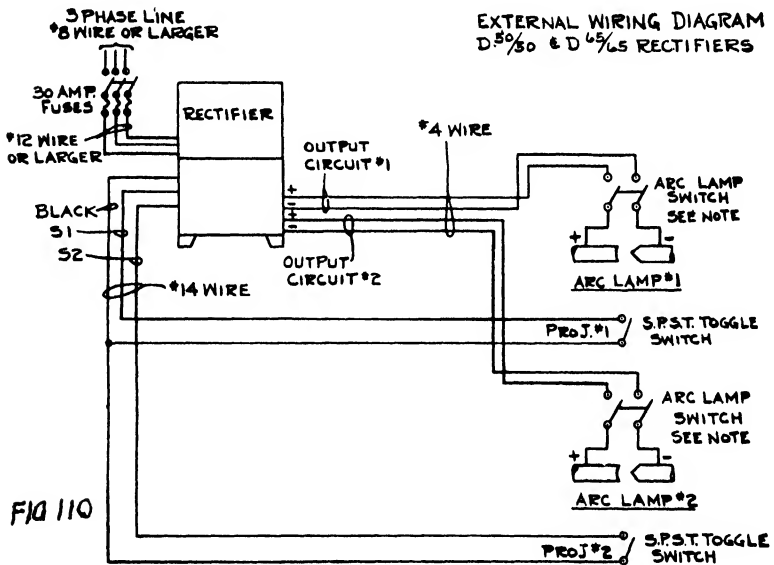 3 PHASE LINE
#8 WIRE OR LARGER
EXTERNAL WIRING DIAGRAM
D.50/50 & D 65/65 RECTIFIERS
30 AMP.
FUSES
#12 WIRE
OR LARGER
RECTIFIER
OUTPUT
CIRCUIT #1
#4 WIRE
+
-
+
-
OUTPUT
CIRCUIT #2
BLACK
S1
S2
#14 WIRE
ARC LAMP
SWITCH
SEE NOTE
+ -
ARC LAMP #1
PROJ. #1
S.P.S.T. TOGGLE
SWITCH
ARC LAMP
SWITCH
SEE NOTE
+ -
ARC LAMP #2
PROJ #2
S.P.S.T. TOGGLE
SWITCH
FIG 110